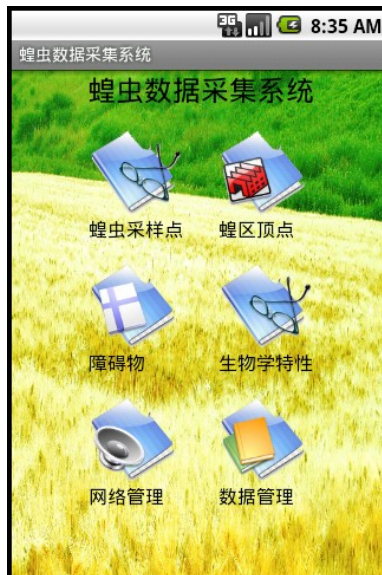 3G 8:35 AM
蝗虫数据采集系统
蝗虫数据采集系统
蝗虫采样点 蝗区顶点
障碍物 生物学特性
网络管理 数据管理